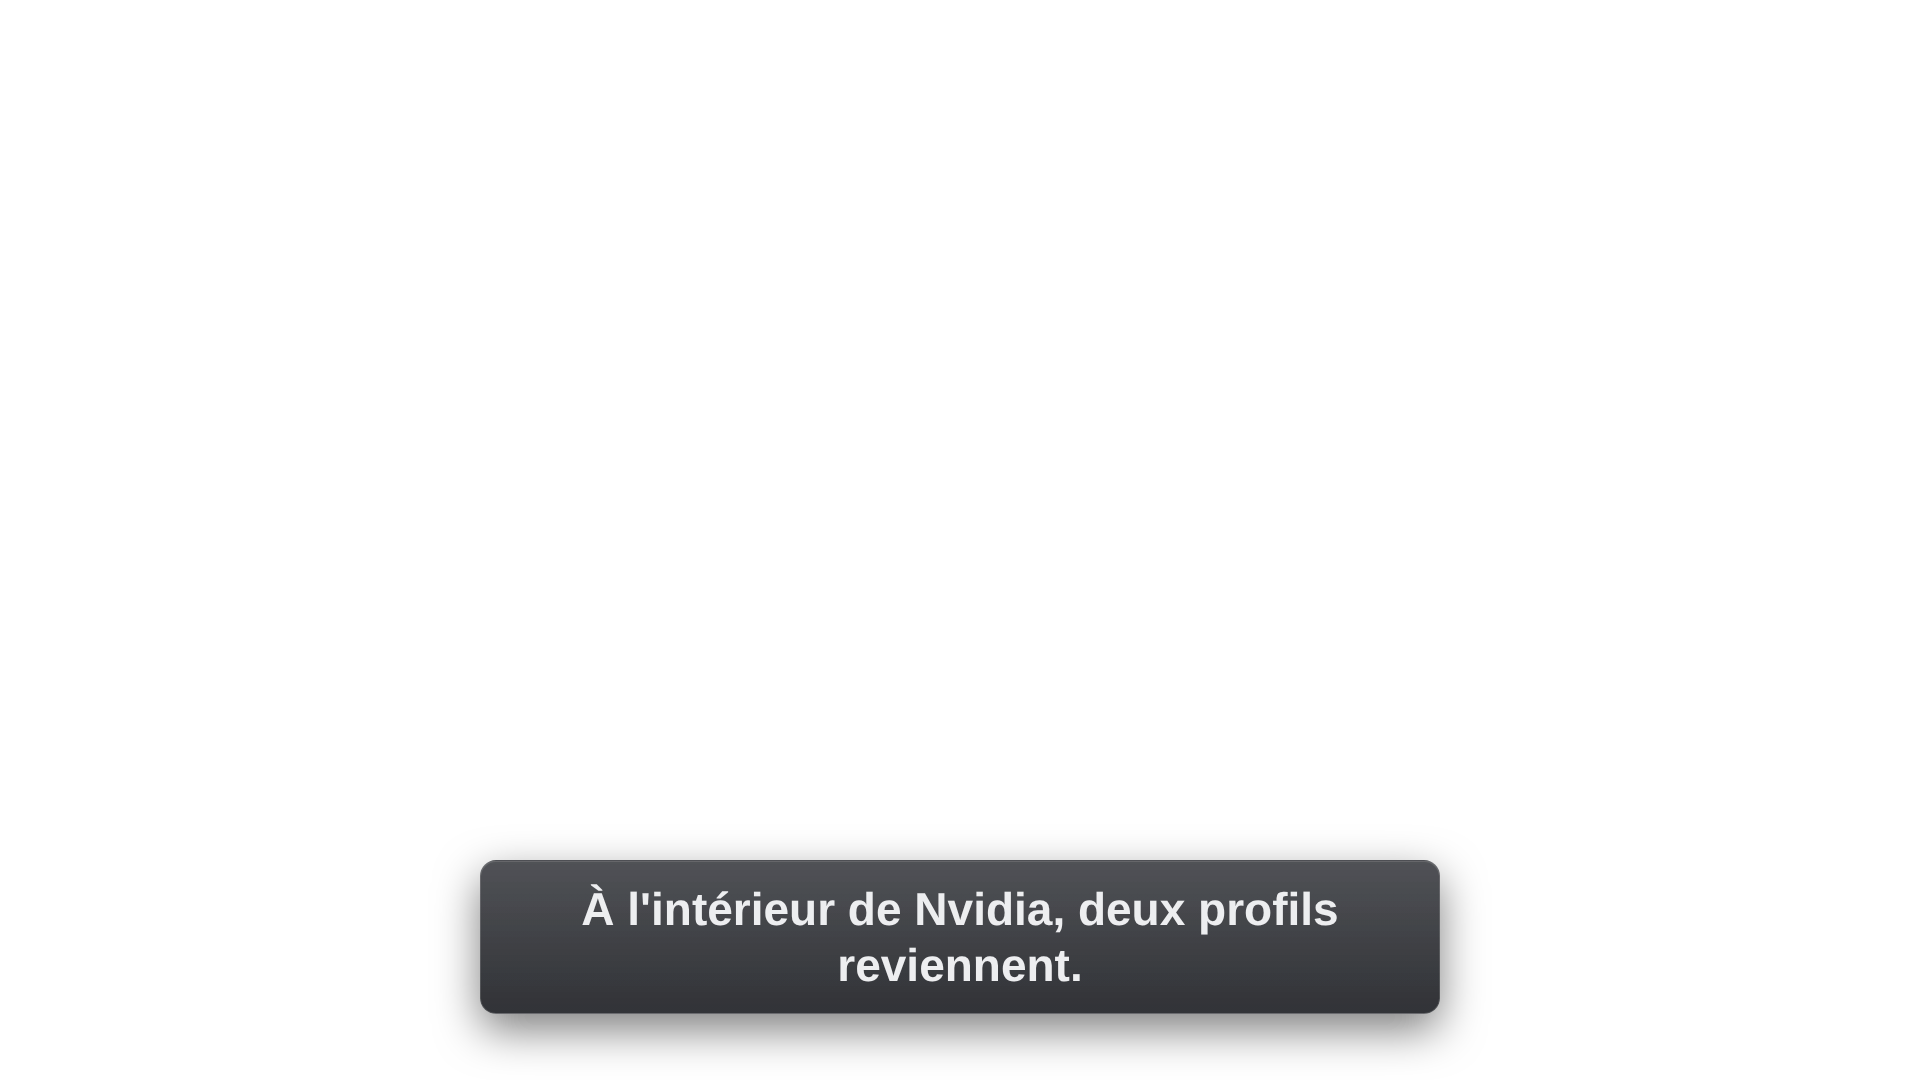 À l'intérieur de Nvidia, deux profils
reviennent.